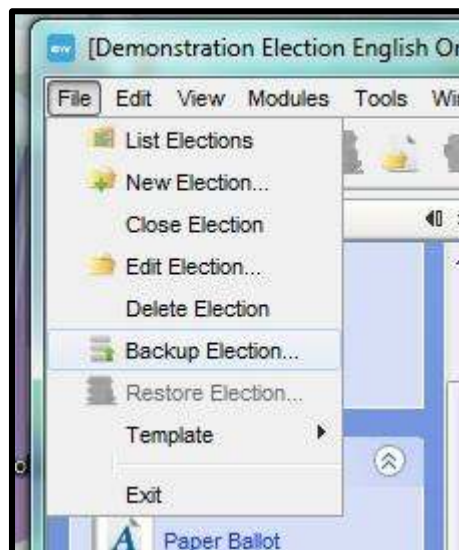 ew [Demonstration Election English Or
File Edit View Modules Tools Wi
List Elections
New Election...
Close Election
Edit Election...
Delete Election
Backup Election...
Restore Election...
Template
Exit
A Paper Ballot